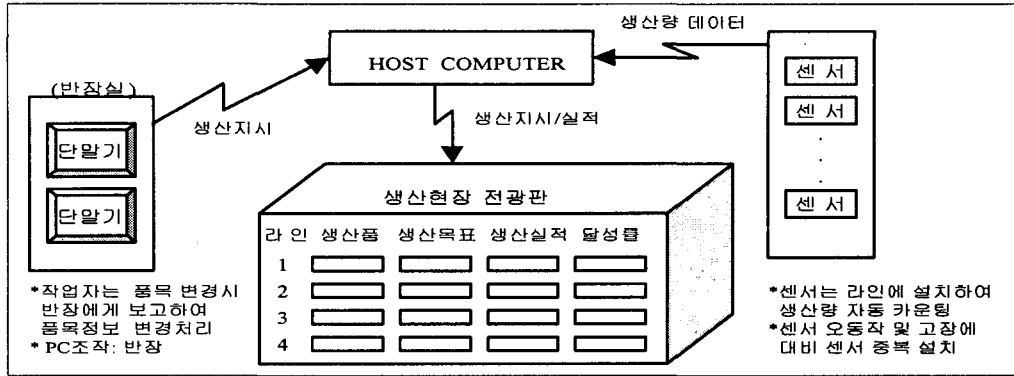 생산량 데이터
HOST COMPUTER
센 서
센 서
센 서
(반장실)
단말기
단말기
생산지시
생산지시/실적
생산현장 전광판
라 인 생산품 생산목표 생산실적 달성률
1
2
3
4
*작업자는 품목 변경시
반장에게 보고하여
품목정보 변경처리
* PC조작: 반장
*센서는 라인에 설치하여
생산량 자동 카운팅
*센서 오동작 및 고장에
대비 센서 중복 설치